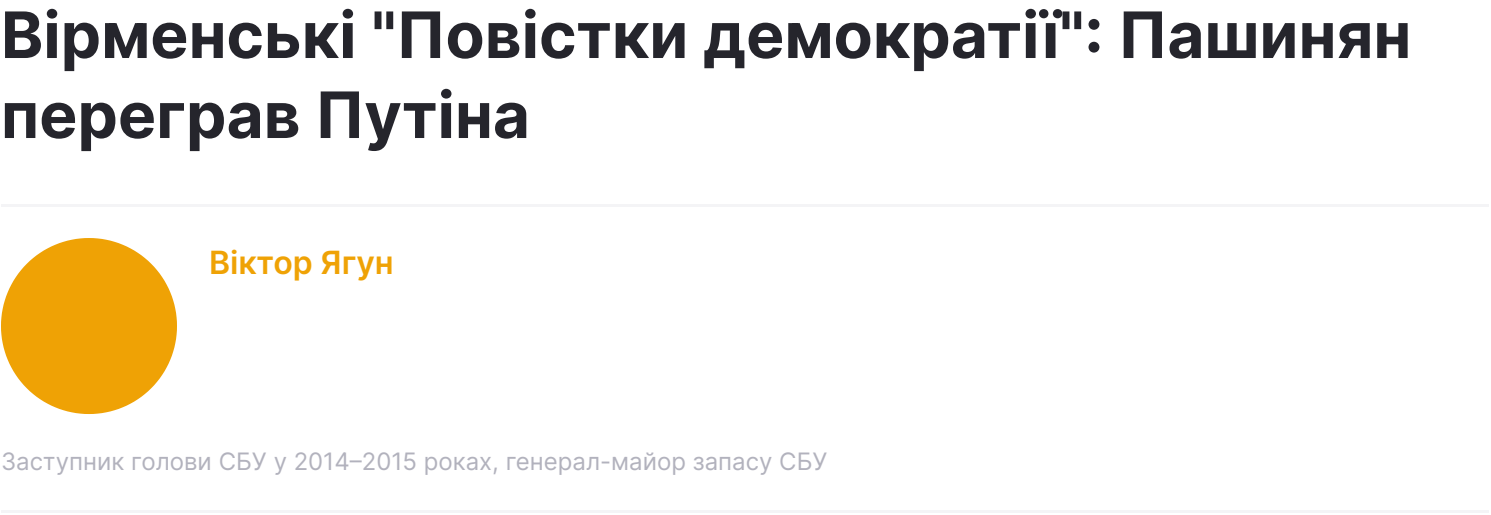 Вірменські "Повістки демократії": Пашинян
переграв Путіна
Віктор Ягун
Заступник голови СБУ у 2014–2015 роках, генерал-майор запасу СБУ